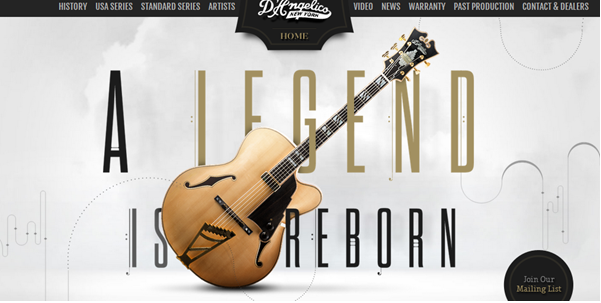 HISTORY USA SERIES STANDARD SERIES ARTISTS D'Angelico VIDEO NEWS WARRANTY PAST PRODUCTION CONTACT & DEALERS
NEW YORK
HOME
A LEGEND
IS REBORN
Join Our
Mailing List